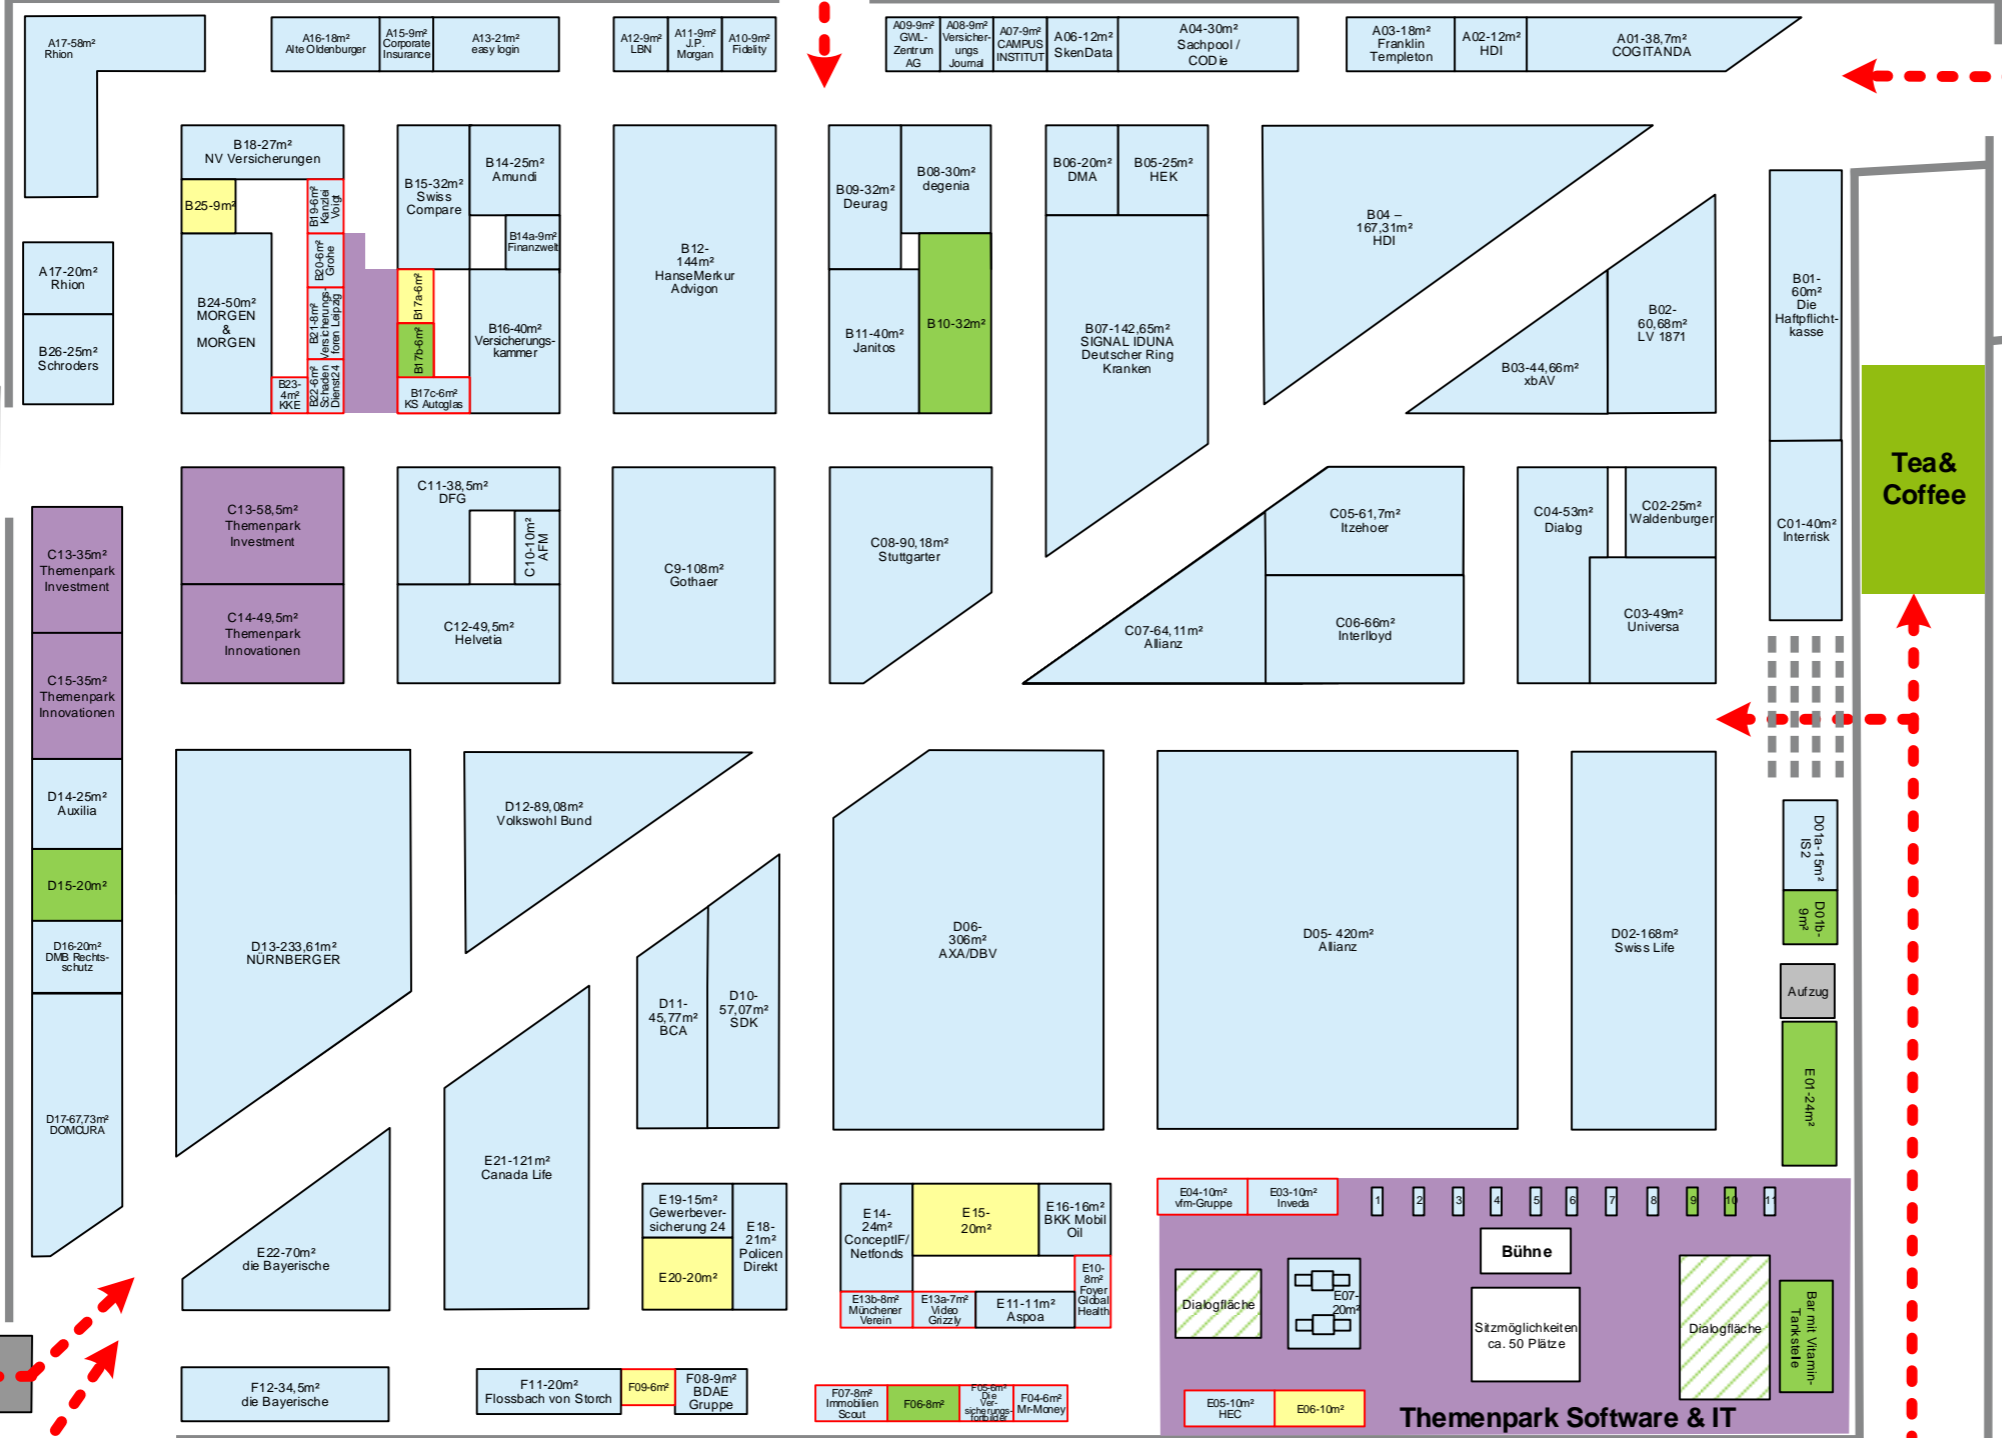 A17-58m²
Rhion
A16-18m²
Alte Oldenburger
A15-9m²
Corporate
Insurance
A13-21m²
easy login
A12-9m²
LBN
A11-9m²
J.P.
Morgan
A10-9m²
Fidelity
A09-9m²
GWL-
Zentrum
AG
A08-9m²
Versicher-
ungs
Journal
A07-9m²
CAMPUS
INSTITUT
A06-12m²
SkenData
A04-30m²
Sachpool /
CODie
A03-18m²
Franklin
Templeton
A02-12m²
HDI
A01-38,7m²
COGITANDA
B18-27m²
NV Versicherungen
B25-9m²
B19-6m²
Kanzlei
Voigt
B20-6m²
Grohe
B21-8m²
Versicherungs-
foren Leipzig
B22-6m²
Schaden
Dienst24
B23-
4m²
KKE
B24-50m²
MORGEN
&
MORGEN
B15-32m²
Swiss
Compare
B14-25m²
Amundi
B14a-9m²
Finanzwelt
B17a-6m²
B17b-6m²
B17c-6m²
KS Autoglas
B16-40m²
Versicherungs-
kammer
B12-
144m²
HanseMerkur
Advigon
B09-32m²
Deurag
B08-30m²
degenia
B11-40m²
Janitos
B10-32m²
B06-20m²
DMA
B05-25m²
HEK
B07-142,65m²
SIGNAL IDUNA
Deutscher Ring
Kranken
B04 –
167,31m²
HDI
B03-44,66m²
xbAV
B02-
60,68m²
LV 1871
B01-
60m²
Die
Haftpflicht-
kasse
A17-20m²
Rhion
B26-25m²
Schroders
Tea&
Coffee
C13-35m²
Themenpark
Investment
C15-35m²
Themenpark
Innovationen
C13-58,5m²
Themenpark
Investment
C14-49,5m²
Themenpark
Innovationen
C11-38,5m²
DFG
C10-10m²
AFM
C12-49,5m²
Helvetia
C9-108m²
Gothaer
C08-90,18m²
Stuttgarter
C07-64,11m²
Allianz
C05-61,7m²
Itzehoer
C06-66m²
Interlloyd
C04-53m²
Dialog
C02-25m²
Waldenburger
C03-49m²
Universa
C01-40m²
Interrisk
D14-25m²
Auxilia
D15-20m²
D16-20m²
DMB Rechts-
schutz
D17-67,73m²
DOMCURA
D13-233,61m²
NÜRNBERGER
D12-89,08m²
Volkswohl Bund
D11-
45,77m²
BCA
D10-
57,07m²
SDK
D06-
306m²
AXA/DBV
D05- 420m²
Allianz
D02-168m²
Swiss Life
D01a-15m²
IS2
D01b-
9m²
Aufzug
E01-24m²
E22-70m²
die Bayerische
E21-121m²
Canada Life
E19-15m²
Gewerbever-
sicherung 24
E20-20m²
E18-
21m²
Policen
Direkt
E14-
24m²
ConceptIF/
Netfonds
E15-
20m²
E16-16m²
BKK Mobil
Oil
E10-
8m²
Foyer
Global
Health
E13b-8m²
Münchener
Verein
E13a-7m²
Video
Grizzly
E11-11m²
Aspoa
E04-10m²
vfm-Gruppe
E03-10m²
Inveda
1
2
3
4
5
6
7
8
9
10
11
Bühne
Dialogfläche
E07-
20m²
Sitzmöglichkeiten
ca. 50 Plätze
Dialogfläche
Bar mit Vitamin-
Tankstelle
E05-10m²
HEC
E06-10m²
Themenpark Software & IT
F12-34,5m²
die Bayerische
F11-20m²
Flossbach von Storch
F09-6m²
F08-9m²
BDAE
Gruppe
F07-8m²
Immobilien
Scout
F06-8m²
F05-6m²
Die
Ver-
sicherungs-
fortbilder
F04-6m²
Mr-Money